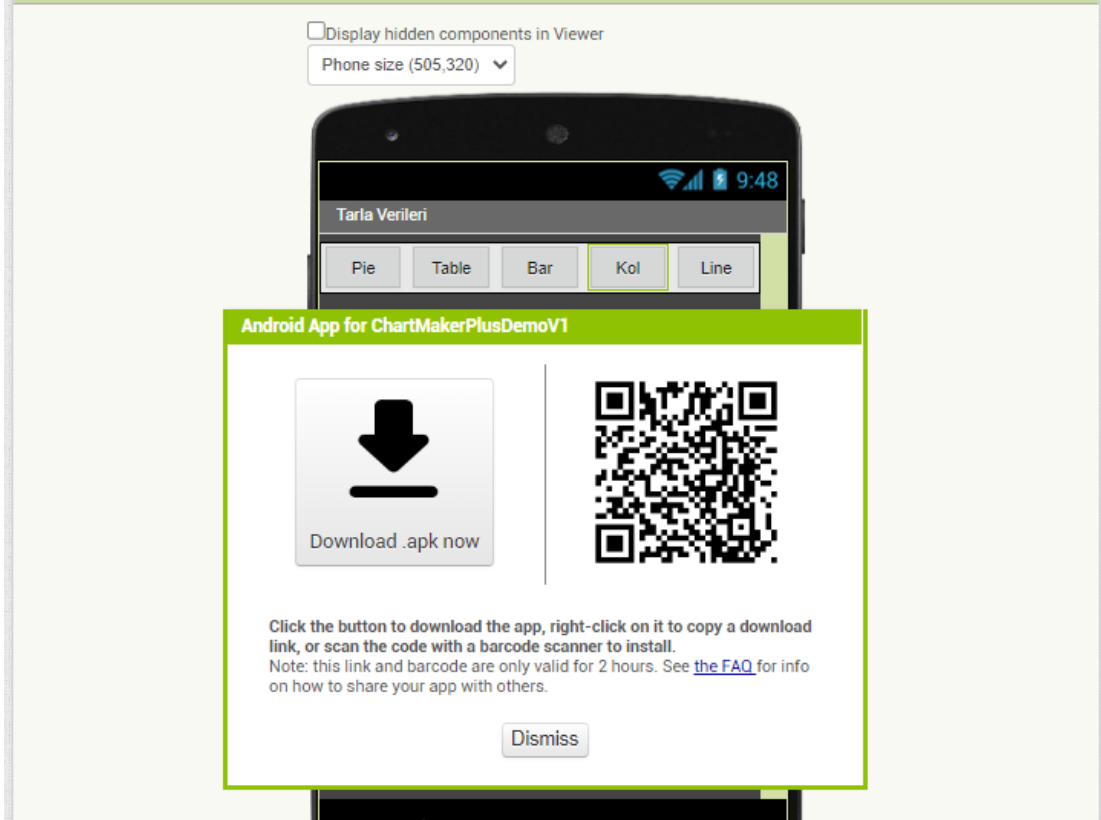 Display hidden components in Viewer
Phone size (505,320)
9:48
Tarla Verileri
Pie Table Bar Kol Line
Android App for ChartMakerPlusDemoV1
Download .apk now
Click the button to download the app, right-click on it to copy a download
link, or scan the code with a barcode scanner to install.
Note: this link and barcode are only valid for 2 hours. See the FAQ for info
on how to share your app with others.
Dismiss